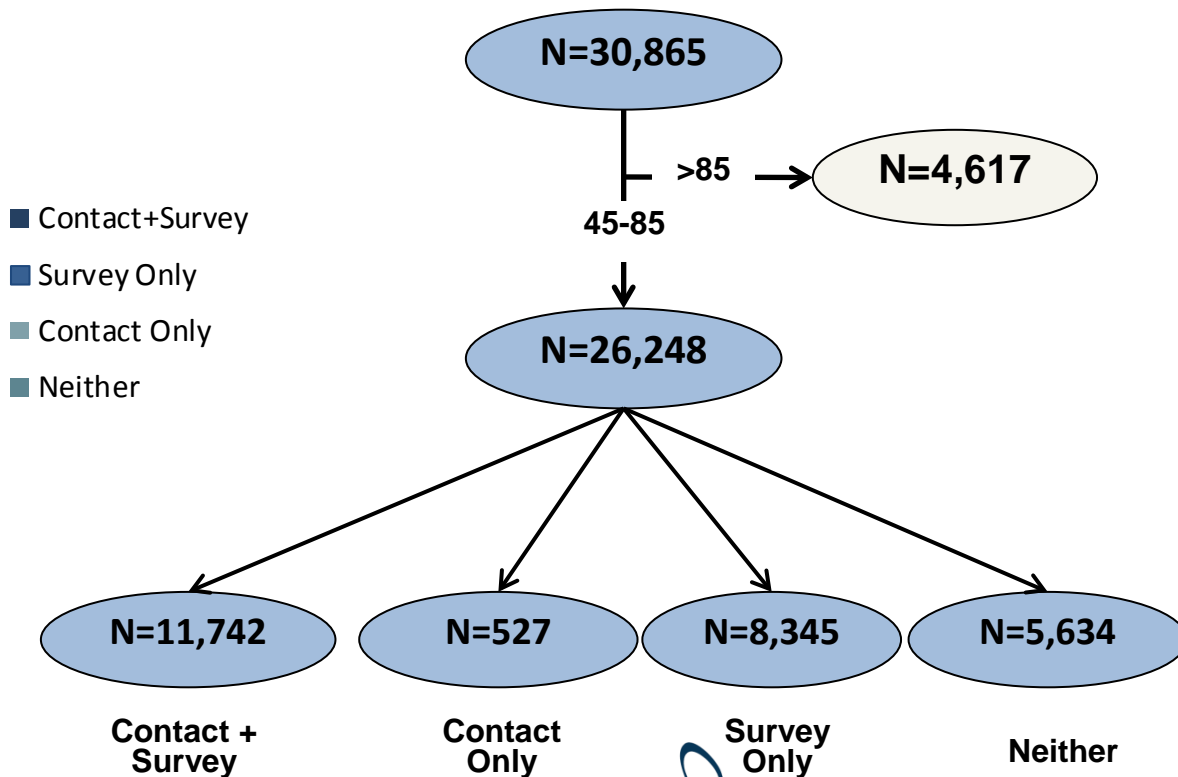 N=30,865
>85
N=4,617
45-85
Contact+Survey
Survey Only
Contact Only
Neither
N=26,248
N=11,742
N=527
N=8,345
N=5,634
Contact +
Survey
Contact
Only
Survey
Only
Neither